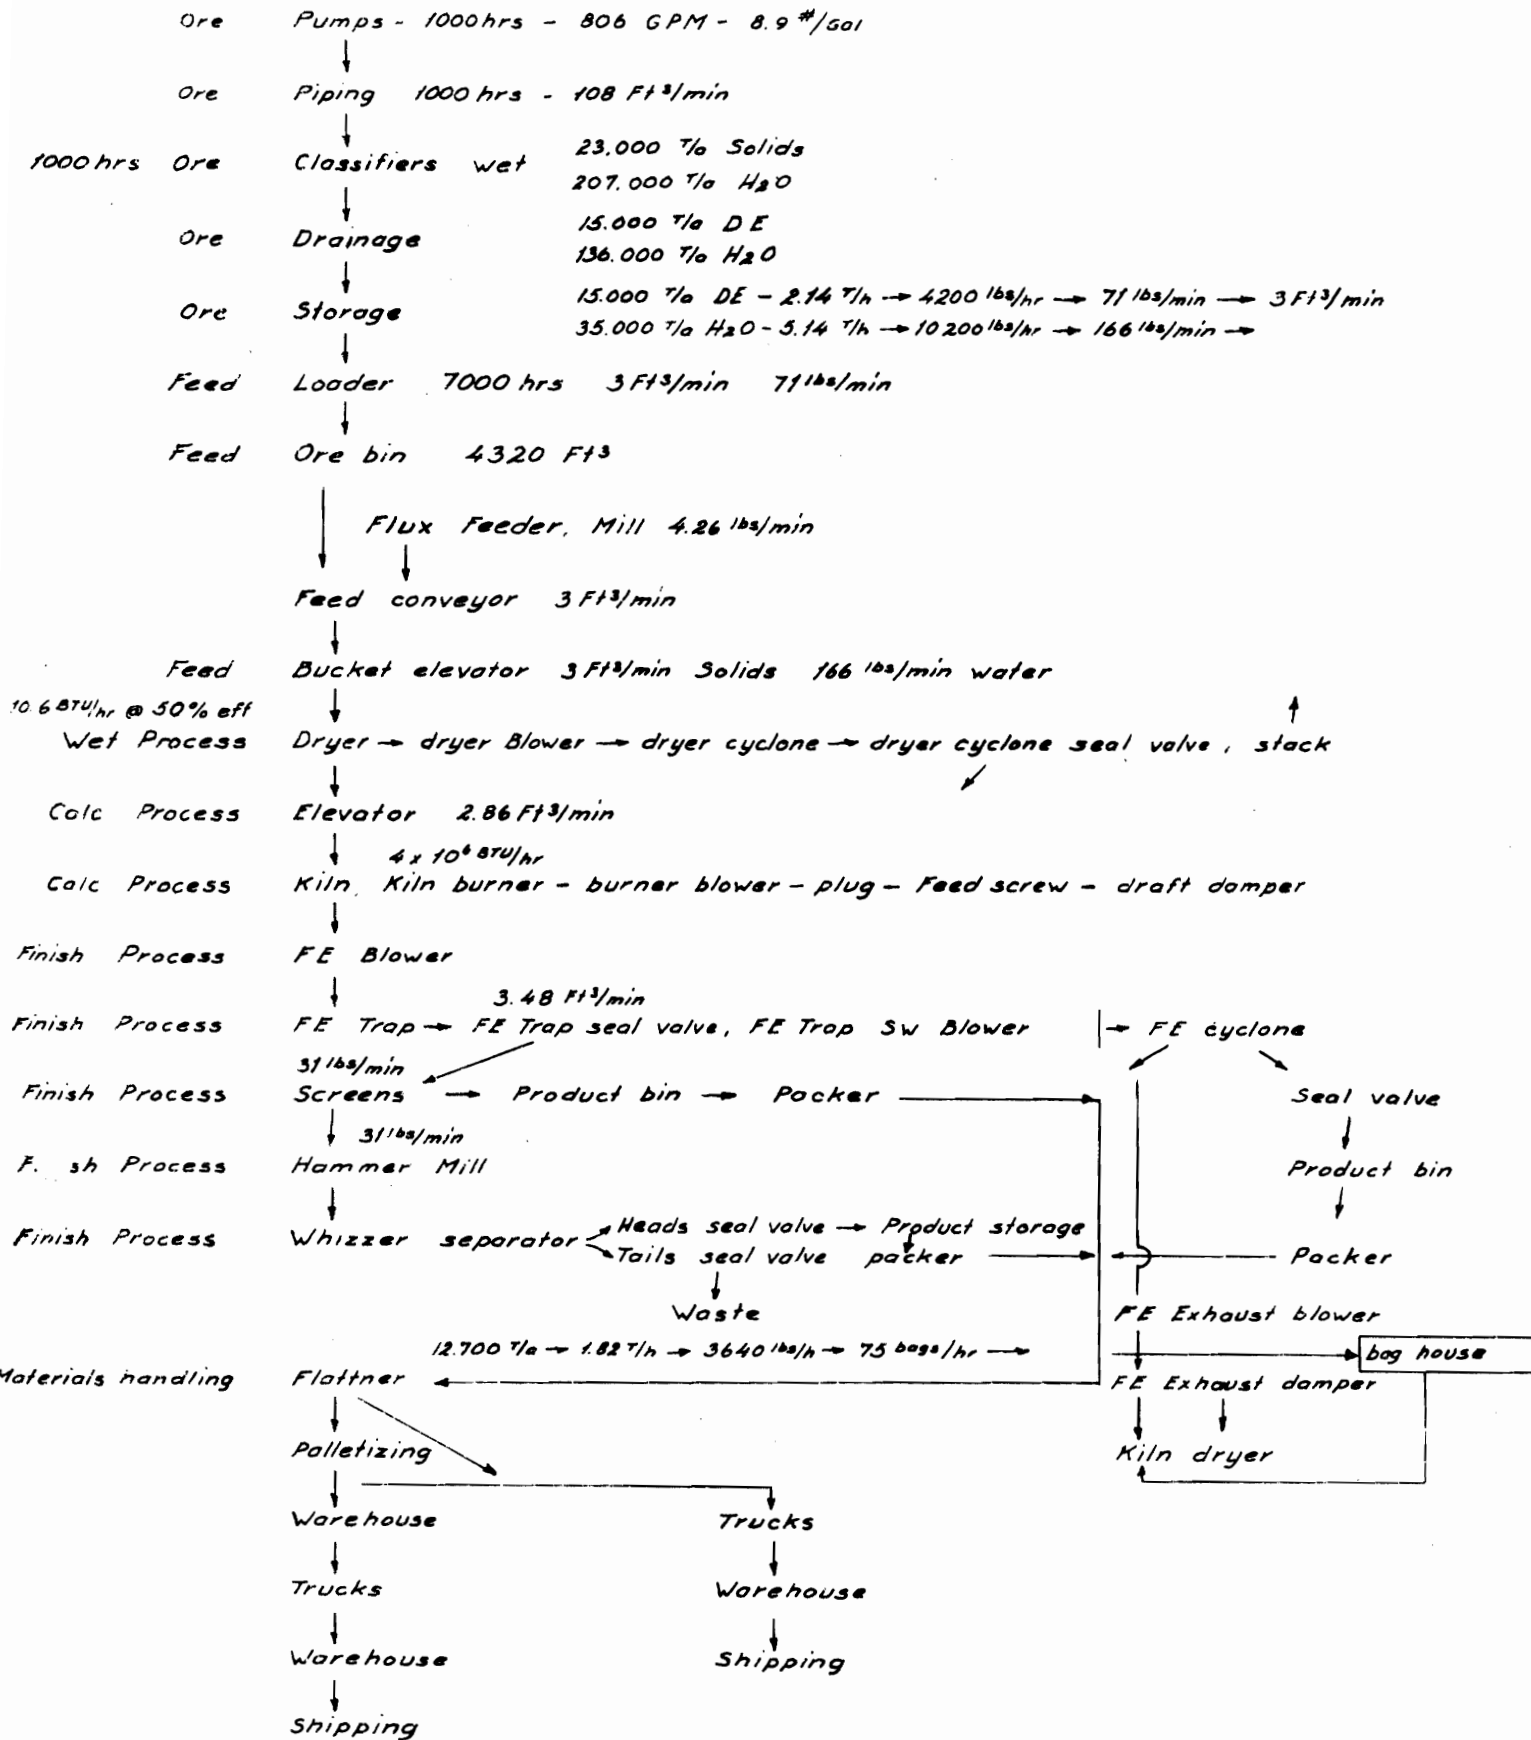 Ore Pumps - 1000 hrs - 806 GPM - 8.9 #/Gal
Ore Piping 1000 hrs - 108 Ft³/min
23.000 T/a Solids
1000 hrs Ore Classifiers wet
207.000 T/a H2O
15.000 T/a DE
Ore Drainage
136.000 T/a H2O
15.000 T/a DE - 2.14 T/h → 4200 lbs/hr → 71 lbs/min → 3 Ft³/min
Ore Storage
35.000 T/a H2O - 5.14 T/h → 10200 lbs/hr → 166 lbs/min →
Feed Loader 7000 hrs 3 Ft³/min 71 lbs/min
Feed Ore bin 4320 Ft³
Flux Feeder, Mill 4.26 lbs/min
Feed conveyor 3 Ft³/min
Feed Bucket elevator 3 Ft³/min Solids 166 lbs/min water
10.6 BTU/hr @ 50% eff
Wet Process Dryer → dryer Blower → dryer cyclone → dryer cyclone seal valve, stack
Calc Process Elevator 2.86 Ft³/min
4 x 10⁶ BTU/hr
Calc Process Kiln Kiln burner - burner blower - plug - Feed screw - draft damper
Finish Process FE Blower
3.48 Ft³/min
Finish Process FE Trap → FE Trap seal valve, FE Trap Sw Blower → FE cyclone
31 lbs/min
Finish Process Screens → Product bin → Packer Seal valve
31 lbs/min
F. sh Process Hammer Mill Product bin
Heads seal valve → Product storage
Finish Process Whizzer separator
Tails seal valve packer Packer
Waste FE Exhaust blower
12.700 T/a → 1.82 T/h → 3640 lbs/h → 75 bags/hr → bag house
Materials handling Flattner FE Exhaust damper
Palletizing Kiln dryer
Warehouse Trucks
Trucks Warehouse
Warehouse Shipping
Shipping